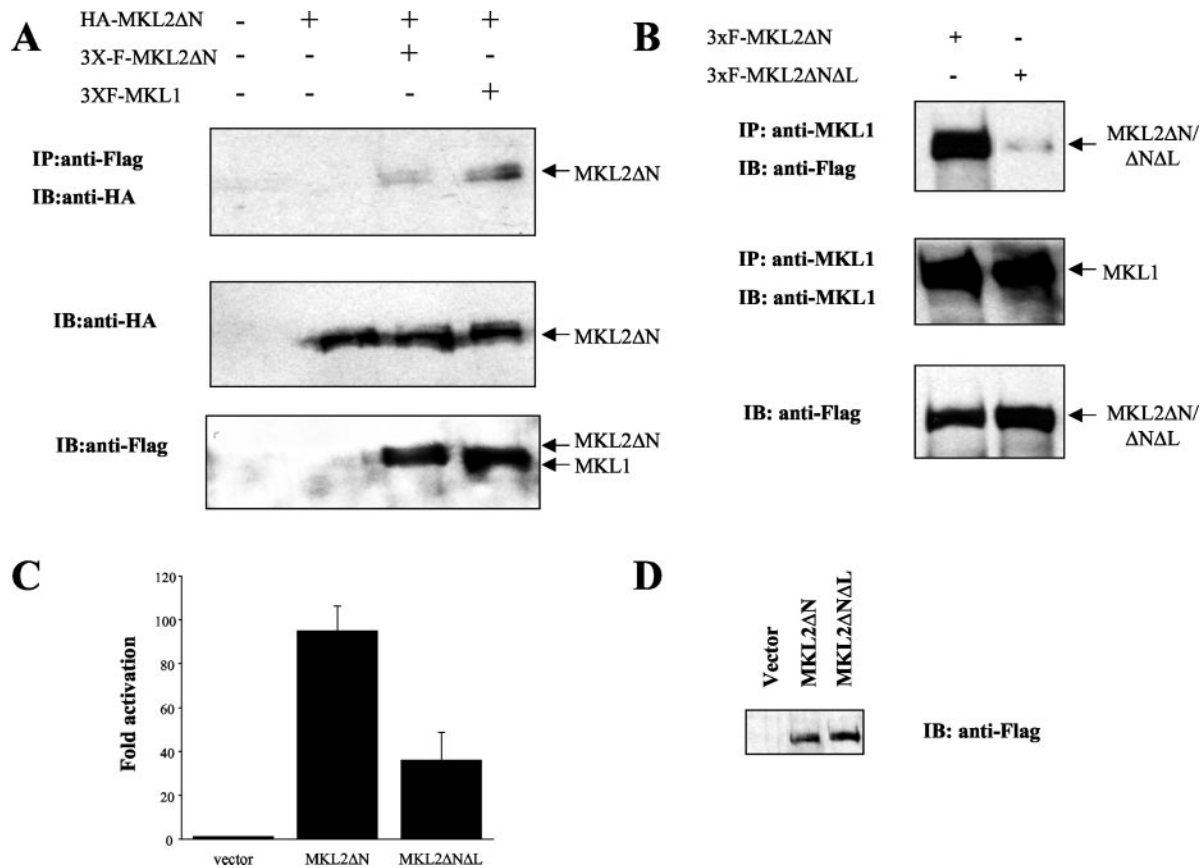 A
HA-MKL2ΔN - + + +
3X-F-MKL2ΔN - - + -
3XF-MKL1 - - - +
IP:anti-Flag
IB:anti-HA
MKL2ΔN
IB:anti-HA
MKL2ΔN
IB:anti-Flag
MKL2ΔN
MKL1
B
3xF-MKL2ΔN + -
3xF-MKL2ΔNΔL - +
IP: anti-MKL1
IB: anti-Flag
MKL2ΔN/
ΔNΔL
IP: anti-MKL1
IB: anti-MKL1
MKL1
IB: anti-Flag
MKL2ΔN/
ΔNΔL
C
Fold activation
120
100
80
60
40
20
0
vector MKL2ΔN MKL2ΔNΔL
D
Vector
MKL2ΔN
MKL2ΔNΔL
IB: anti-Flag